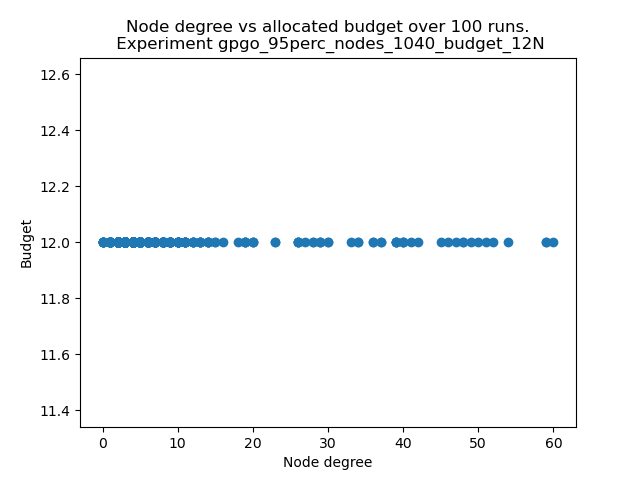 Node degree vs allocated budget over 100 runs.
Experiment gpgo_95perc_nodes_1040_budget_12N
12.6
12.4
12.2
12.0
11.8
11.6
11.4
Budget
0 10 20 30 40 50 60
Node degree